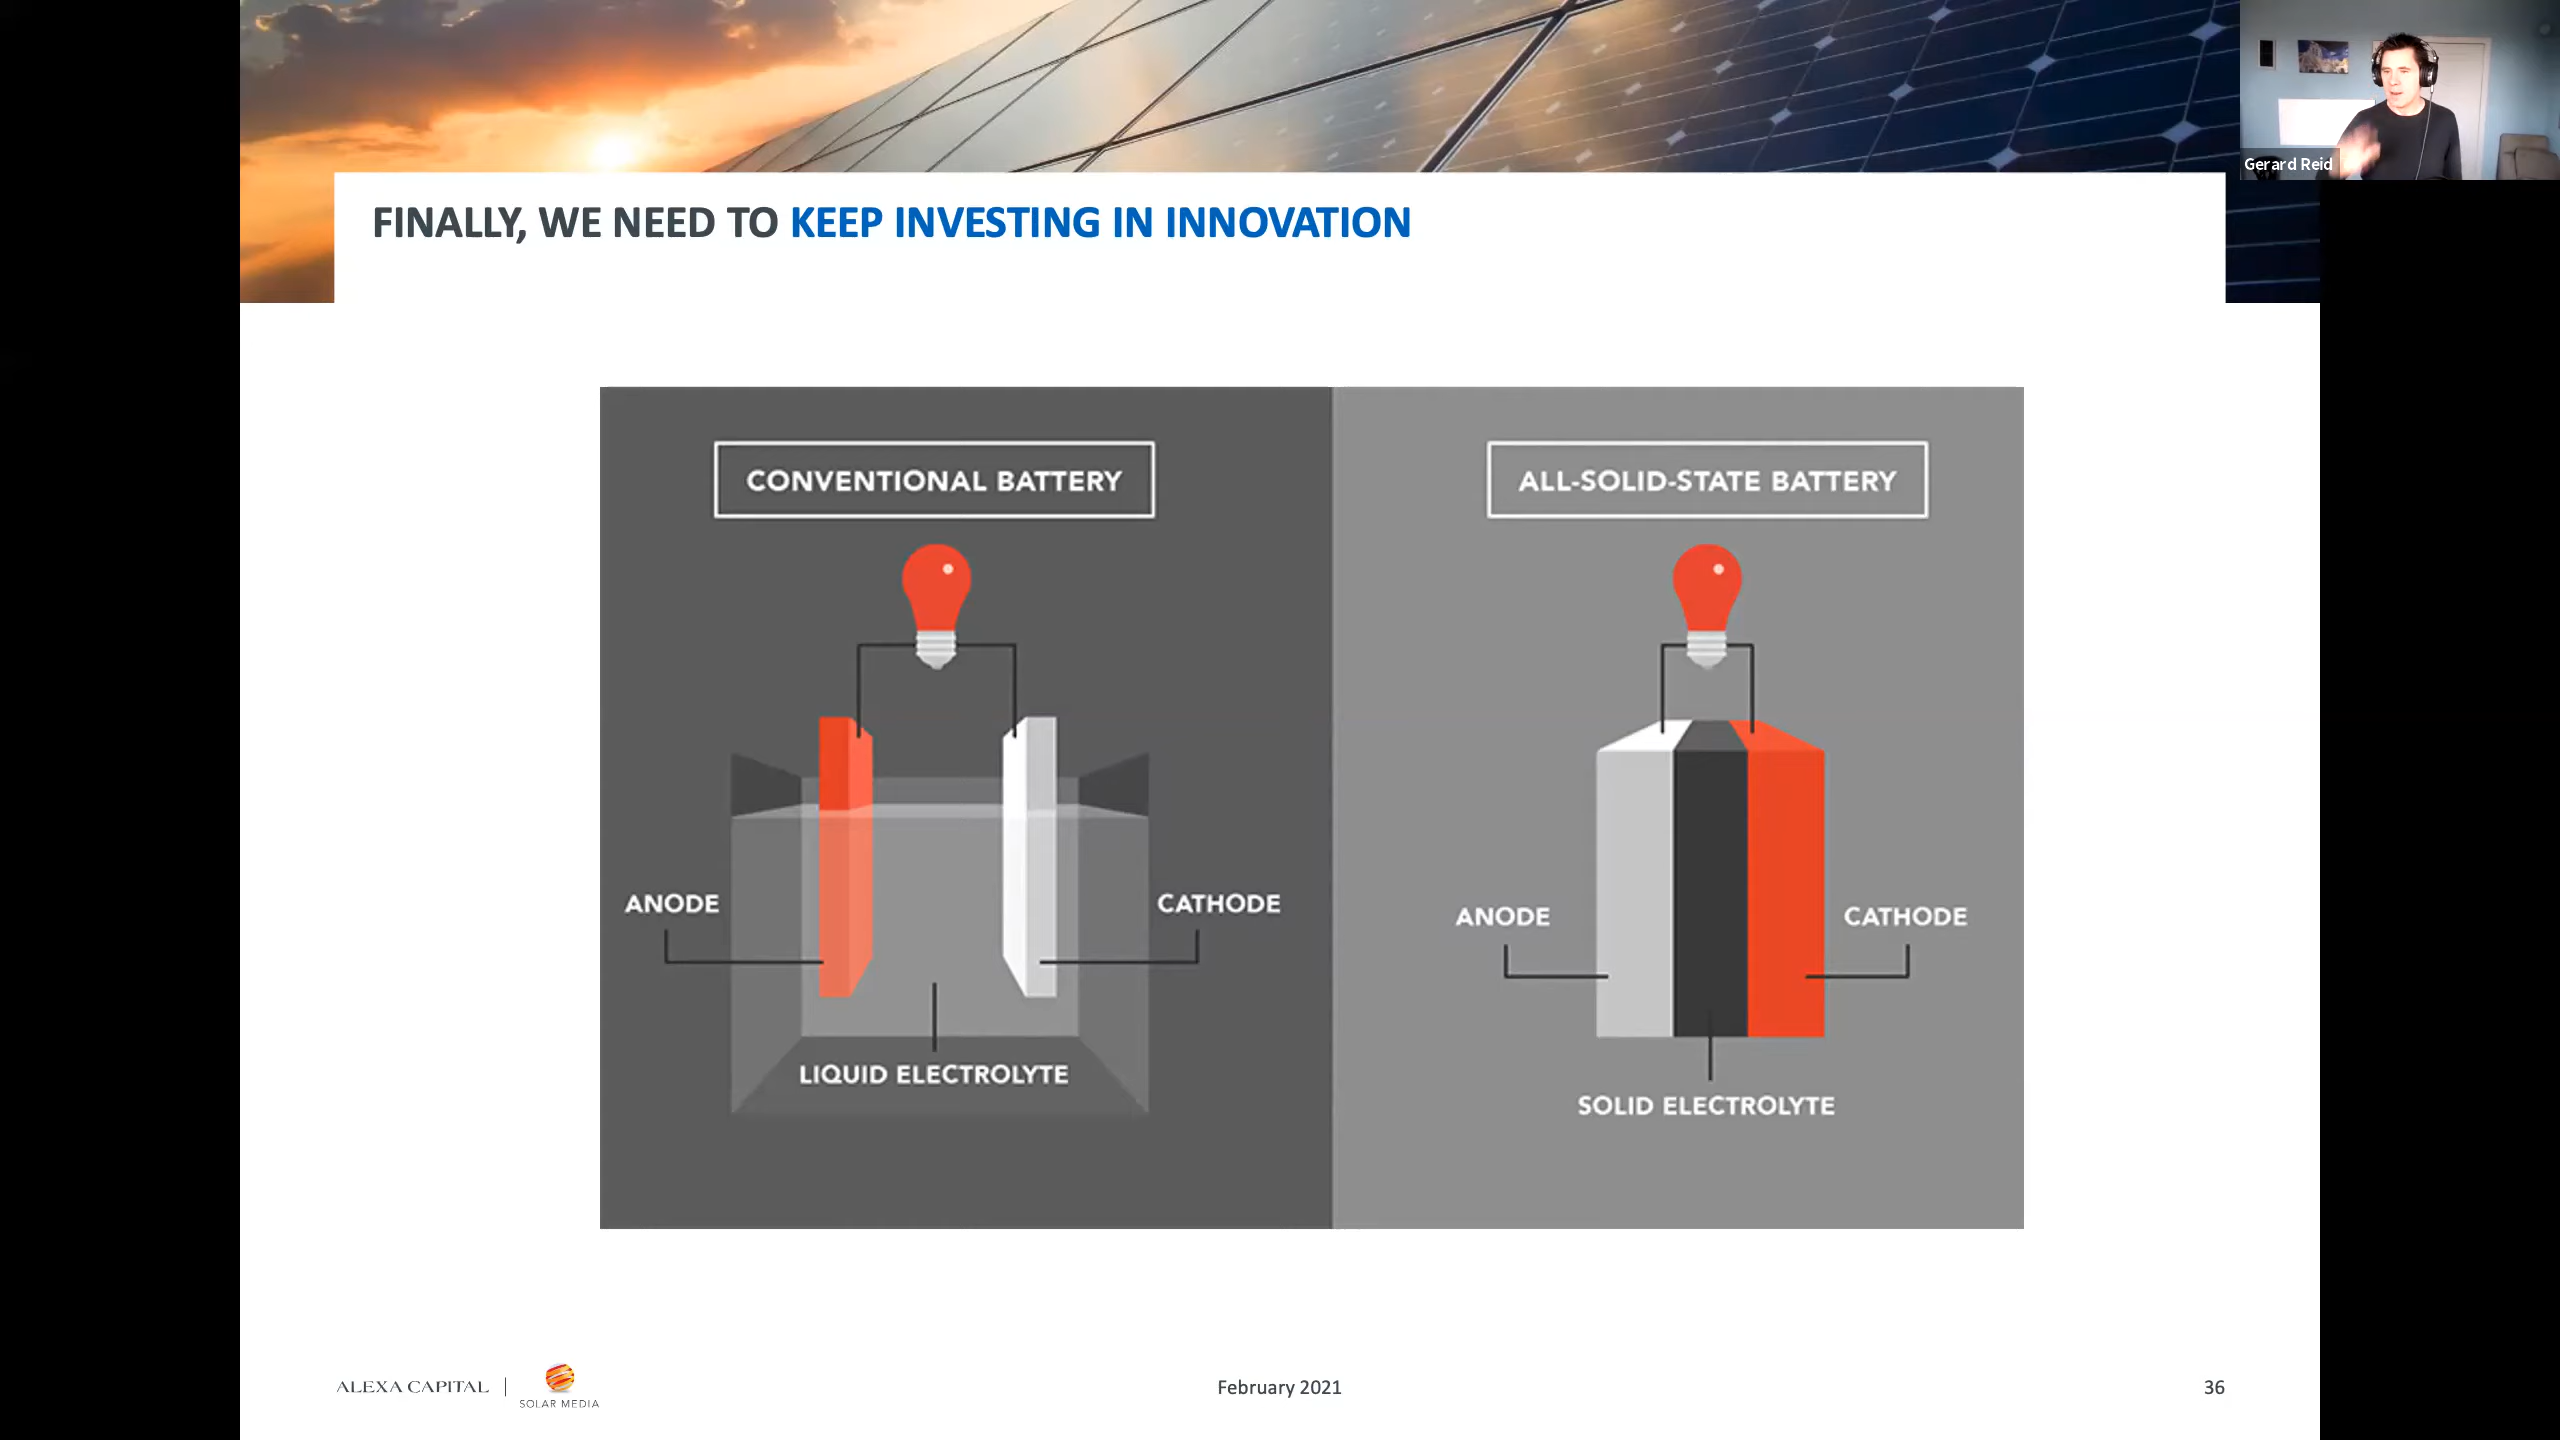 Gerard Reid
FINALLY, WE NEED TO KEEP INVESTING IN INNOVATION
CONVENTIONAL BATTERY
ANODE
CATHODE
LIQUID ELECTROLYTE
ALL-SOLID-STATE BATTERY
ANODE
CATHODE
SOLID ELECTROLYTE
ALEXA CAPITAL
SOLAR MEDIA
February 2021
36